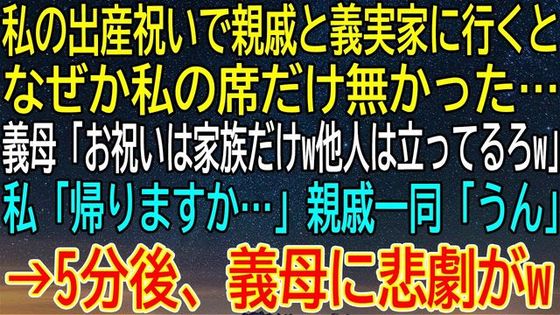 私の出産祝いで親戚と義実家に行くと
なぜか私の席だけ無かった…
義母「お祝いは家族だけw他人は立ってるろw」
私「帰りますか…」親戚一同「うん」
→5分後、義母に悲劇がw